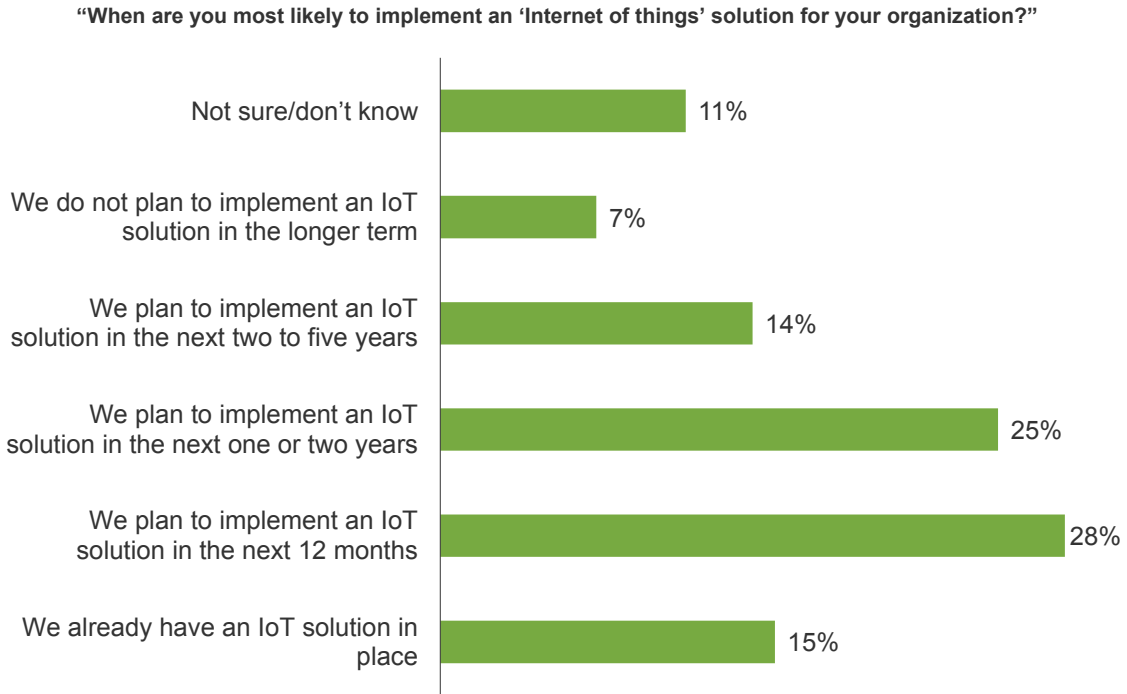 “When are you most likely to implement an ‘Internet of things’ solution for your organization?”
Not sure/don’t know
11%
We do not plan to implement an IoT
solution in the longer term
7%
We plan to implement an IoT
solution in the next two to five years
14%
We plan to implement an IoT
solution in the next one or two years
25%
We plan to implement an IoT
solution in the next 12 months
28%
We already have an IoT solution in
place
15%